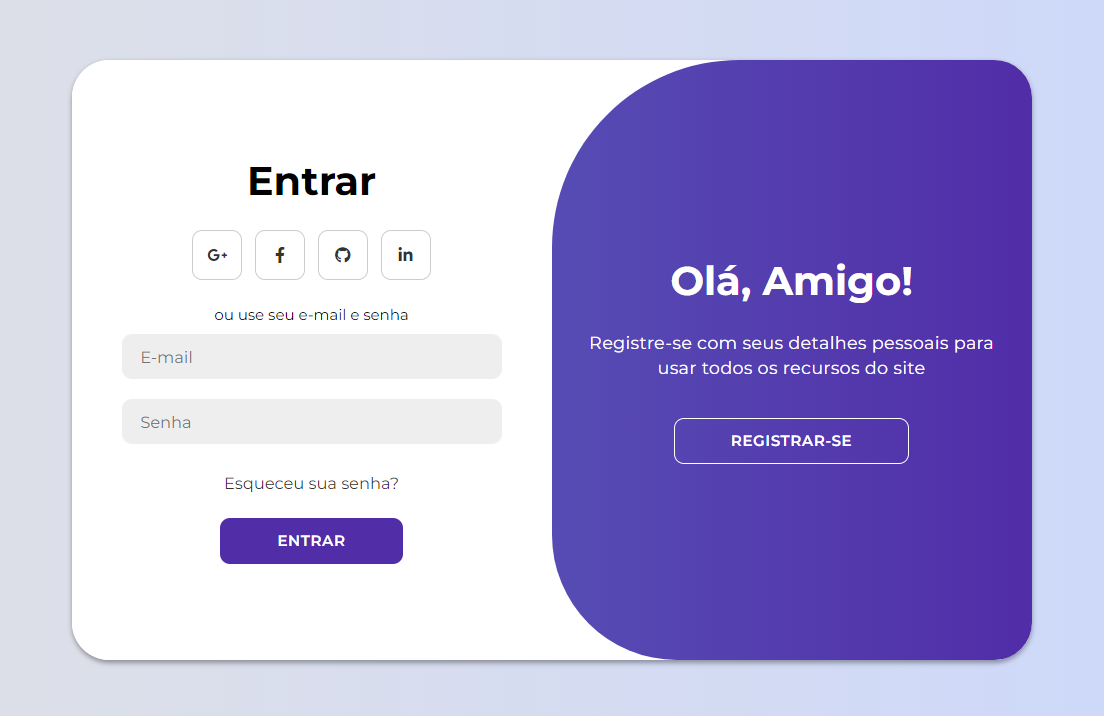 Entrar
G+
f
in
ou use seu e-mail e senha
E-mail
Senha
Esqueceu sua senha?
ENTRAR
Olá, Amigo!
Registre-se com seus detalhes pessoais para
usar todos os recursos do site
REGISTRAR-SE